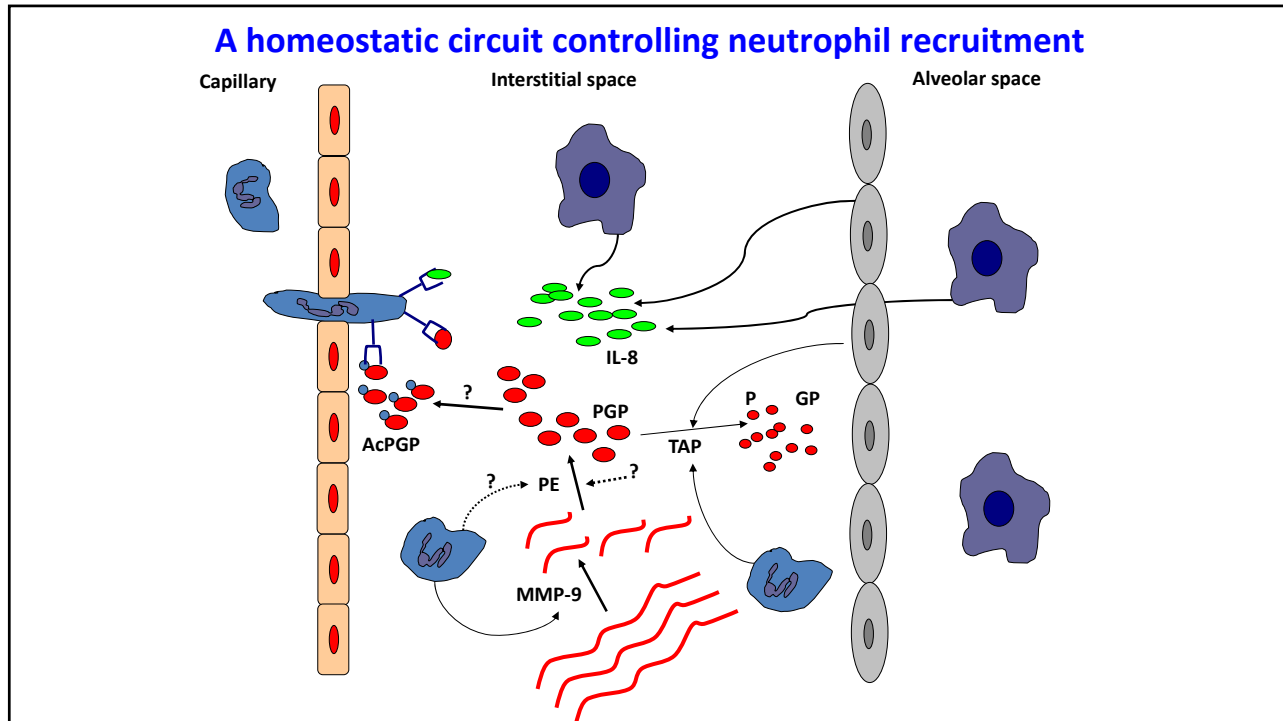 A homeostatic circuit controlling neutrophil recruitment
Capillary
Interstitial space
Alveolar space
IL-8
?
PGP
P
GP
AcPGP
TAP
?
PE
?
MMP-9